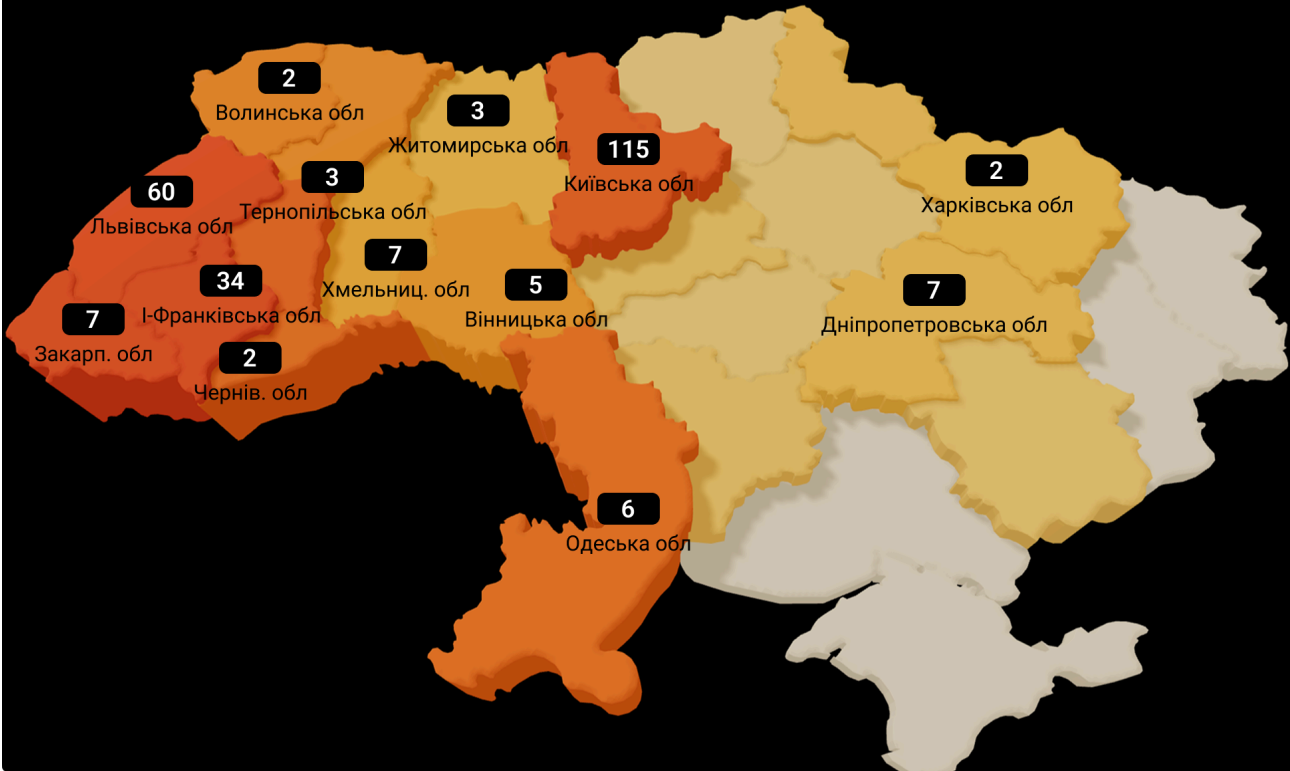 2
Волинська обл
3
Житомирська обл
115
Київська обл
2
Харківська обл
60
Львівська обл
3
Тернопільська обл
7
Хмельниц. обл
34
І-Франківська обл
5
Вінницька обл
7
Дніпропетровська обл
7
Закарп. обл
2
Чернів. обл
6
Одеська обл